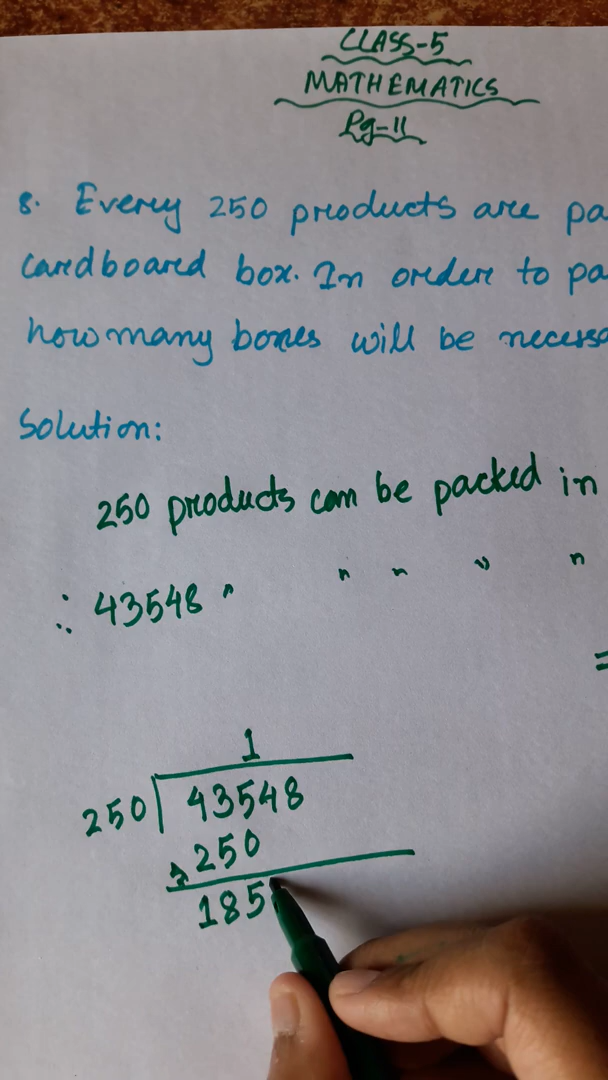 CLASS-5
MATHEMATICS
Pg-11
8. Every 250 products are pa
cardboard box. In order to pa
how many boxes will be necess
Solution:
250 products can be packed in
∴ 43548 " " " " "
=
1
250 43548
250
185